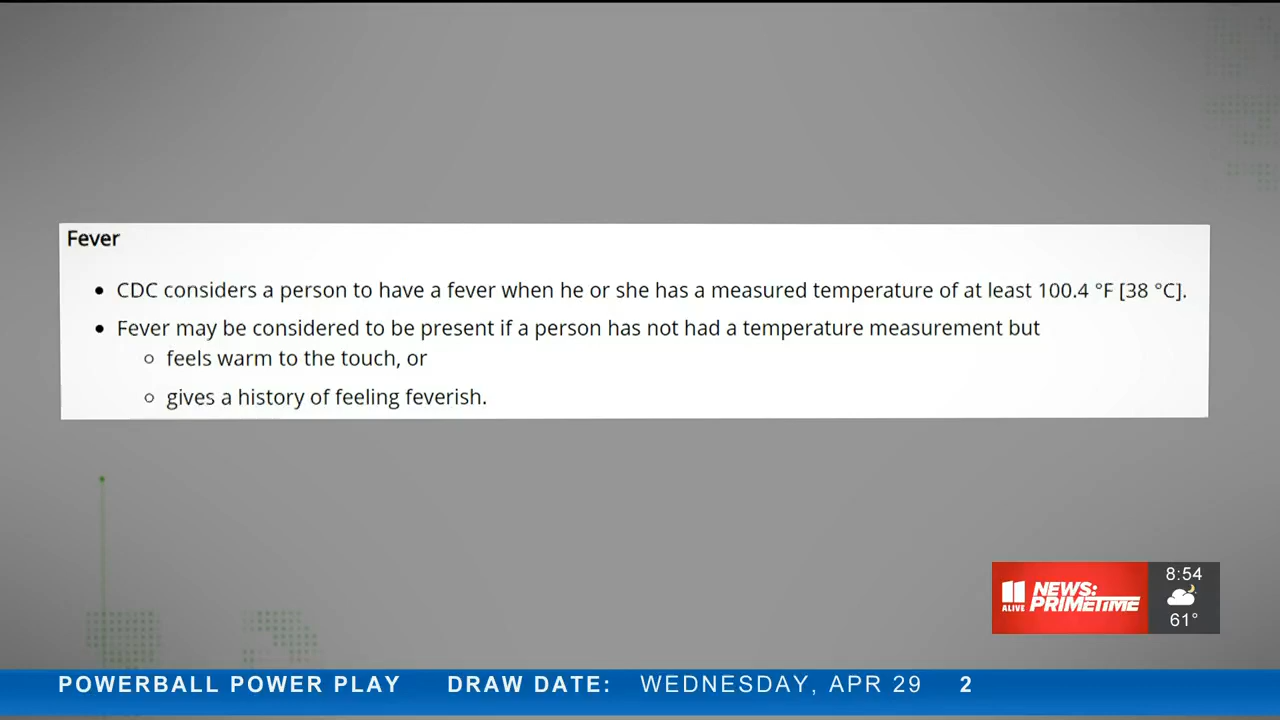 Fever
• CDC considers a person to have a fever when he or she has a measured temperature of at least 100.4 °F [38 °C].
• Fever may be considered to be present if a person has not had a temperature measurement but
○ feels warm to the touch, or
○ gives a history of feeling feverish.
11 ALIVE NEWS: PRIMETIME
8:54
61°
POWERBALL POWER PLAY DRAW DATE: WEDNESDAY, APR 29 2